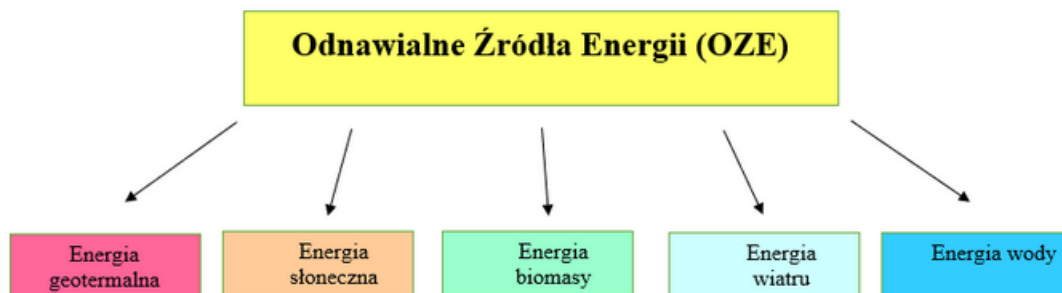 Odnawialne Źródła Energii (OZE)
Energia
geotermalna
Energia
słoneczna
Energia
biomasy
Energia
wiatru
Energia wody